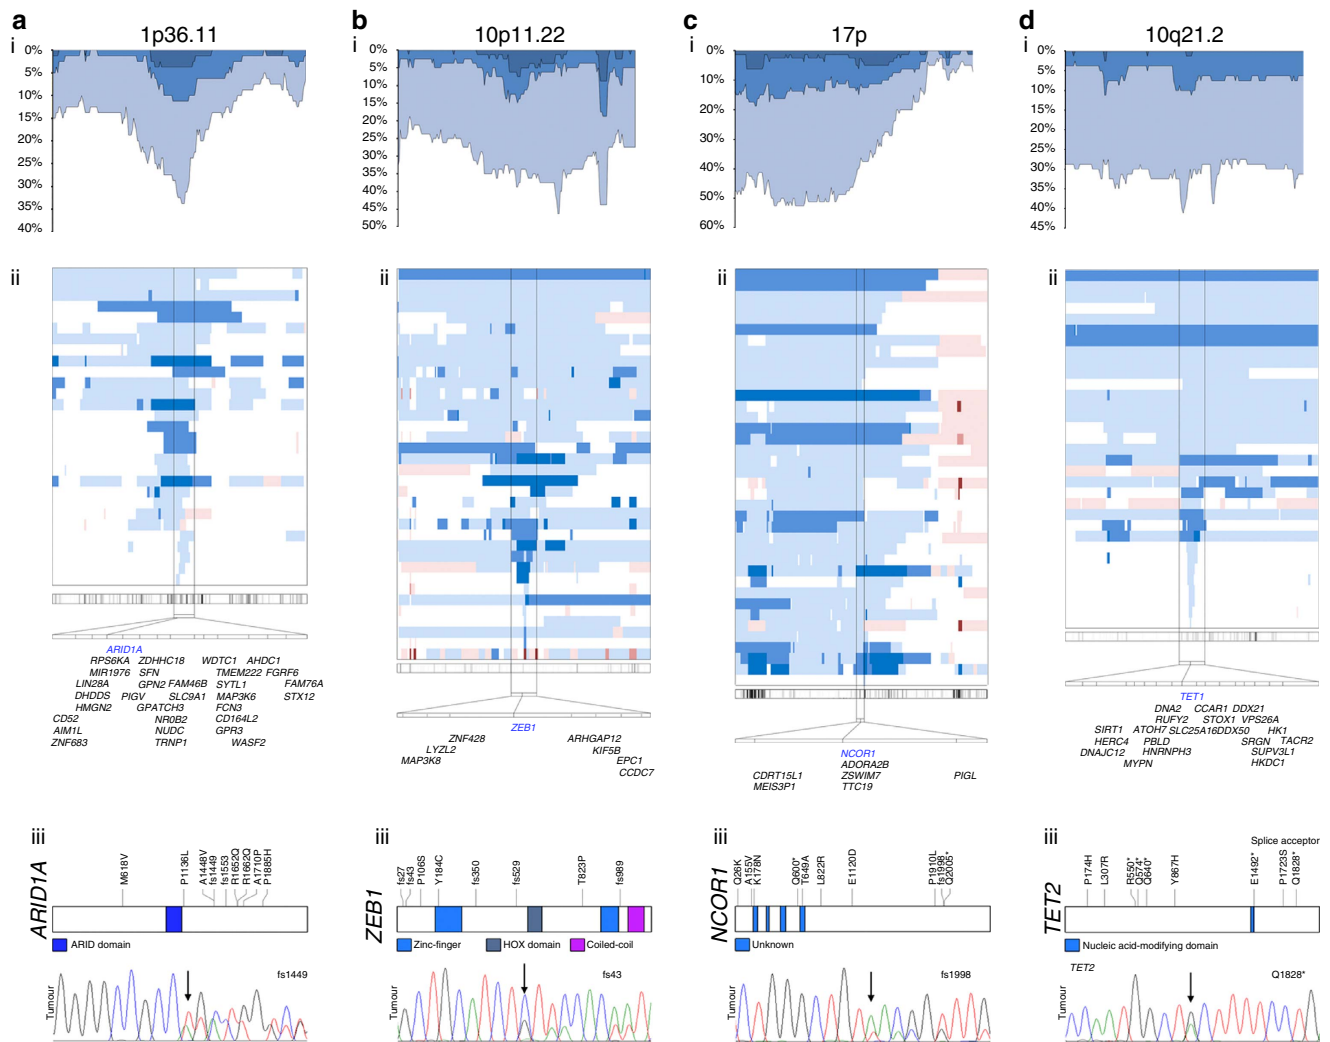 a
1p36.11
i
0%
5%
10%
15%
20%
25%
30%
35%
40%
ii
ARID1A
RPS6KA ZDHHC18 WDTC1 AHDC1
MIR1976 SFN TMEM222 FGRF6
LIN28A GPN2 FAM46B SYTL1 FAM76A
DHDDS PIGV SLC9A1 MAP3K6 STX12
HMGN2 GPATCH3 FCN3
CD52 NR0B2 CD164L2
AIM1L NUDC GPR3
ZNF683 TRNP1 WASF2
iii
ARID1A
M618V
P1136L
A1448V
fs1449
fs1553
R1652Q
R1662Q
A1710P
P1885H
ARID domain
Tumour
fs1449
b
10p11.22
i
0%
5%
10%
15%
20%
25%
30%
35%
40%
45%
50%
ii
ZEB1
ZNF428 ARHGAP12
LYZL2 KIF5B
MAP3K8 EPC1
CCDC7
iii
ZEB1
fs27
fs43
P106S
Y184C
fs350
fs529
T823P
fs989
Zinc-finger
HOX domain
Coiled-coil
Tumour
fs43
c
17p
i
0%
10%
20%
30%
40%
50%
60%
ii
NCOR1
ADORA2B
CDRT15L1 ZSWIM7 PIGL
MEIS3P1 TTC19
iii
NCOR1
Q26K
A155V
K178N
Q600*
T649A
L822R
E1120D
P1910L
fs1998
Q2005*
Unknown
Tumour
fs1998
d
10q21.2
i
0%
5%
10%
15%
20%
25%
30%
35%
40%
45%
ii
TET1
DNA2 CCAR1 DDX21
RUFY2 STOX1 VPS26A
SIRT1 ATOH7 SLC25A16 DDX50 HK1
HERC4 PBLD SRGN TACR2
DNAJC12 HNRNPH3 SUPV3L1
MYPN HKDC1
iii
Splice acceptor
TET2
P174H
L307R
R550*
Q574*
Q640*
Y867H
E1492*
P1723S
Q1828*
Nucleic acid-modifying domain
TET2
Tumour
Q1828*